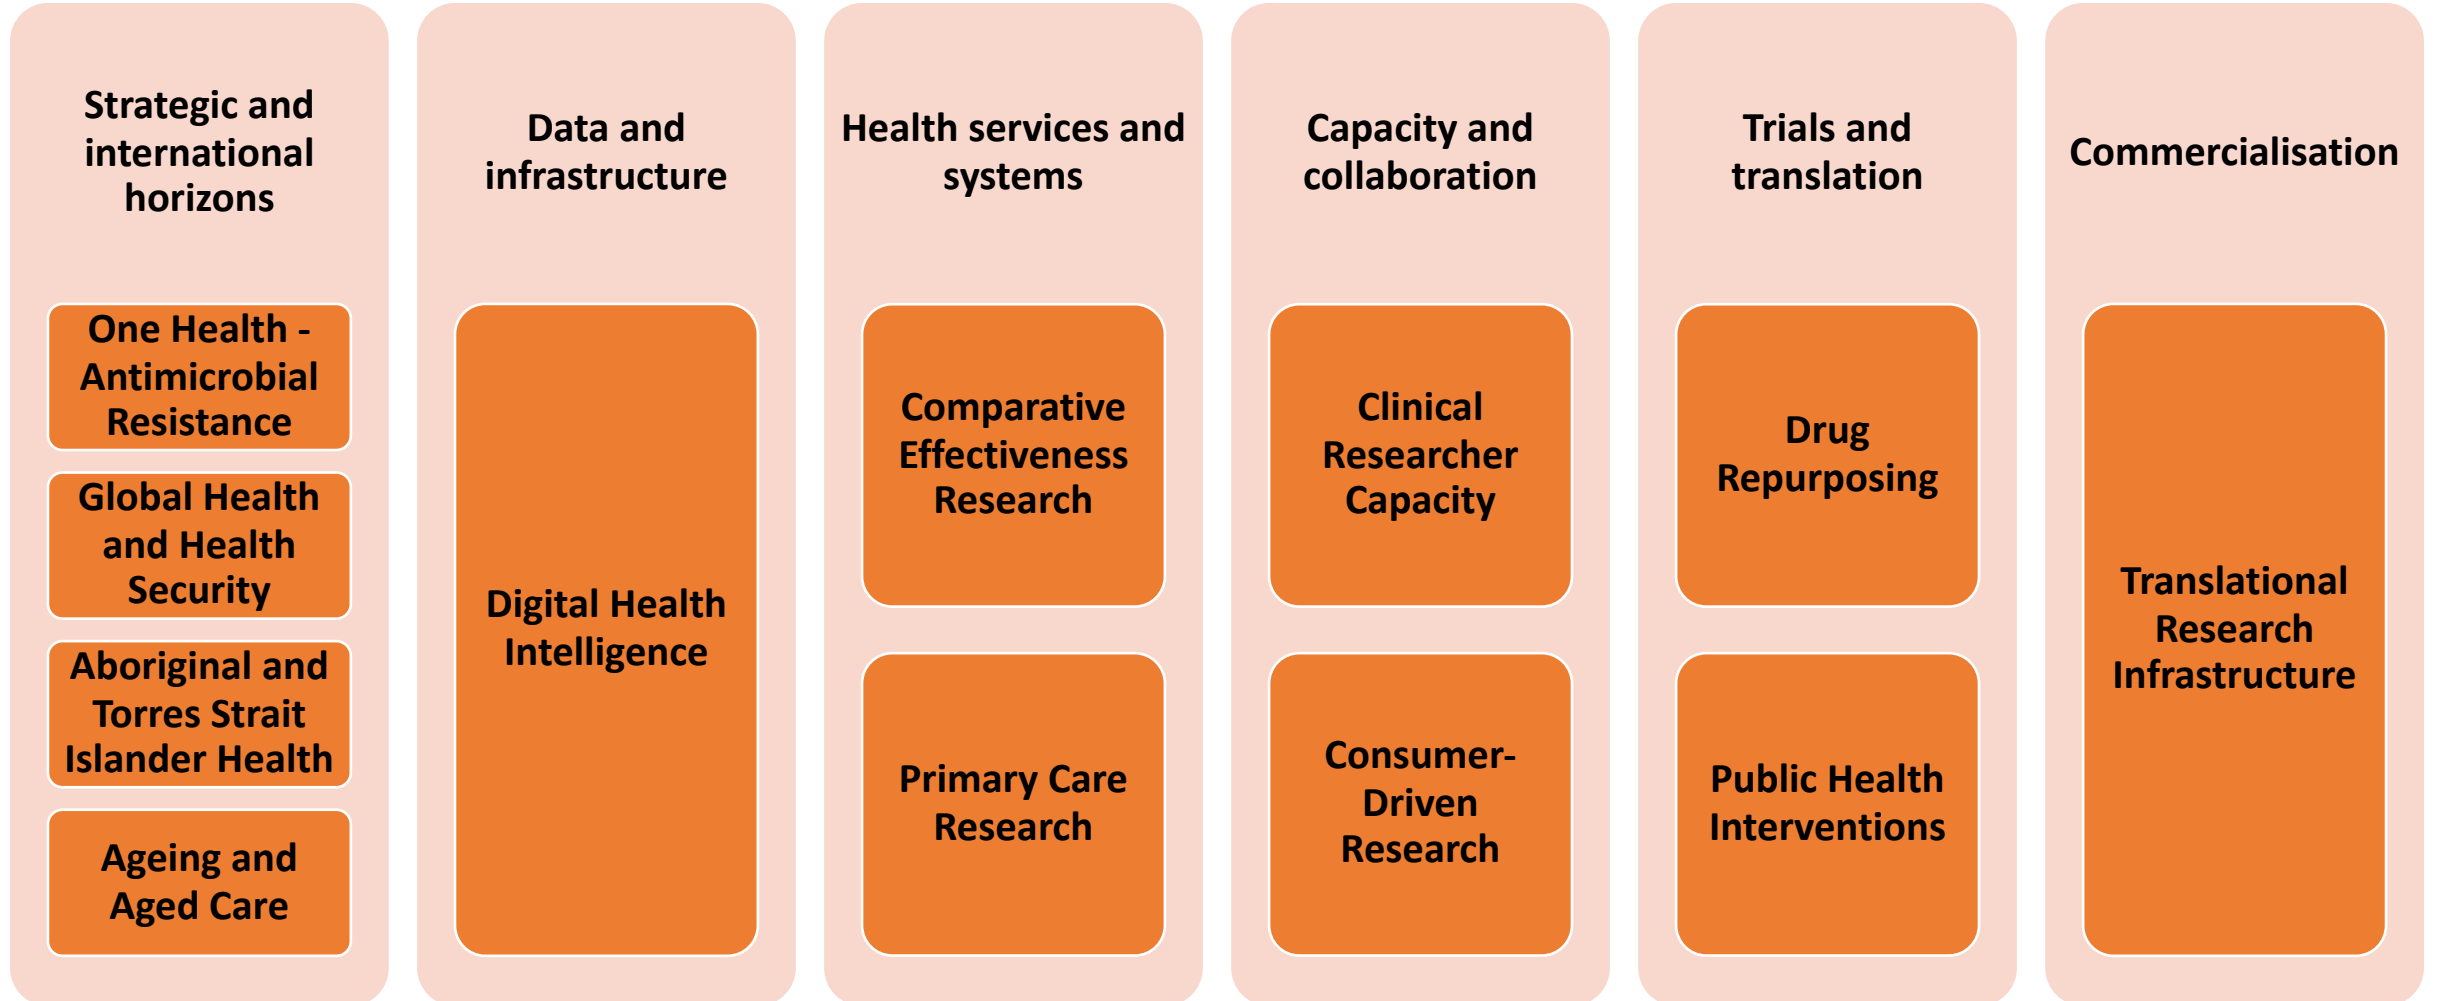 Strategic and
international
horizons
One Health -
Antimicrobial
Resistance
Global Health
and Health
Security
Aboriginal and
Torres Strait
Islander Health
Ageing and
Aged Care
Data and
infrastructure
Digital Health
Intelligence
Health services and
systems
Comparative
Effectiveness
Research
Primary Care
Research
Capacity and
collaboration
Clinical
Researcher
Capacity
Consumer-
Driven
Research
Trials and
translation
Drug
Repurposing
Public Health
Interventions
Commercialisation
Translational
Research
Infrastructure